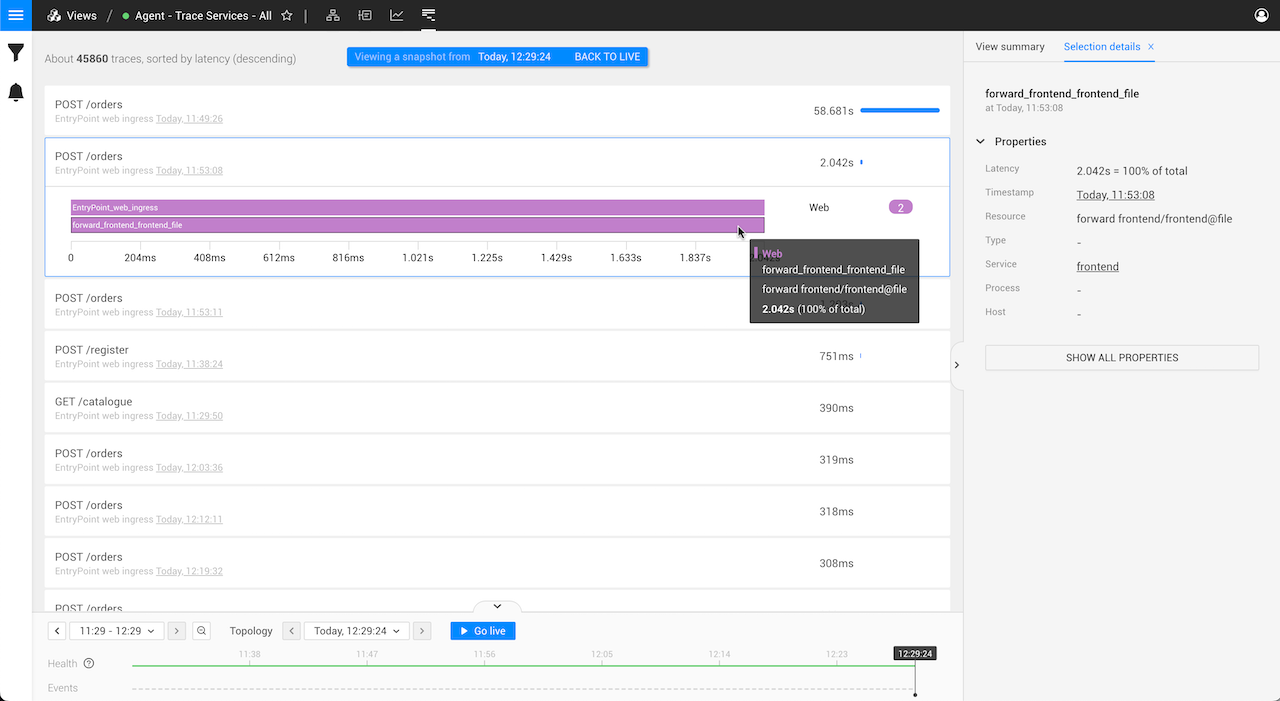 Views / Agent - Trace Services - All
About 45860 traces, sorted by latency (descending)
Viewing a snapshot from Today, 12:29:24 BACK TO LIVE
POST /orders
EntryPoint web ingress Today, 11:49:26
58.681s
POST /orders
EntryPoint web ingress Today, 11:53:08
2.042s
EntryPoint_web_ingress
Web 2
forward_frontend_frontend_file
204ms 408ms 612ms 816ms 1.021s 1.225s 1.429s 1.633s 1.837s
Web
forward_frontend_frontend_file
forward frontend/frontend@file
2.042s (100% of total)
POST /orders
EntryPoint web ingress Today, 11:53:11
POST /register
EntryPoint web ingress Today, 11:38:24
751ms
GET /catalogue
EntryPoint web ingress Today, 11:29:50
390ms
POST /orders
EntryPoint web ingress Today, 12:03:36
319ms
POST /orders
EntryPoint web ingress Today, 12:12:11
318ms
POST /orders
EntryPoint web ingress Today, 12:19:32
308ms
POST /orders
11:29 - 12:29 Topology Today, 12:29:24 Go live
11:38 11:47 11:56 12:05 12:14 12:23 12:29:24
Health ?
Events
View summary Selection details x
forward_frontend_frontend_file
at Today, 11:53:08
Properties
Latency 2.042s = 100% of total
Timestamp Today, 11:53:08
Resource forward frontend/frontend@file
Type -
Service frontend
Process -
Host -
SHOW ALL PROPERTIES